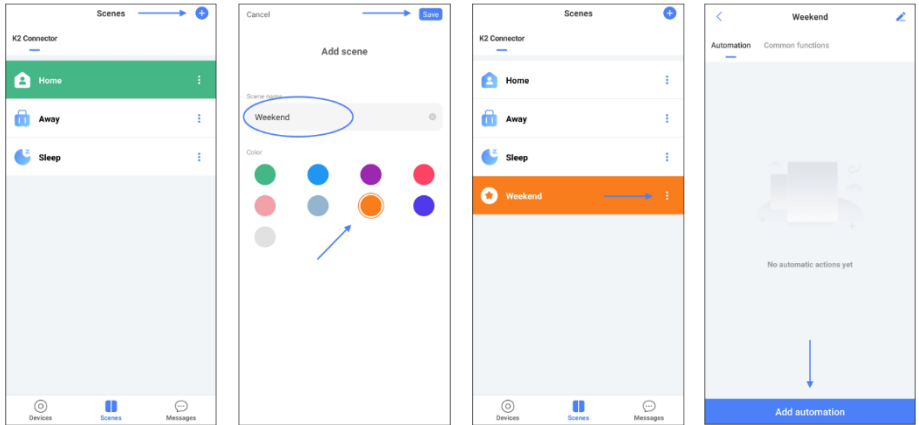 Scenes
K2 Connector
Home
Away
Sleep
Devices
Scenes
Messages
Cancel
Save
Add scene
Scene name
Weekend
Color
Scenes
K2 Connector
Home
Away
Sleep
Weekend
Devices
Scenes
Messages
Weekend
Automation Common functions
No automatic actions yet
Add automation